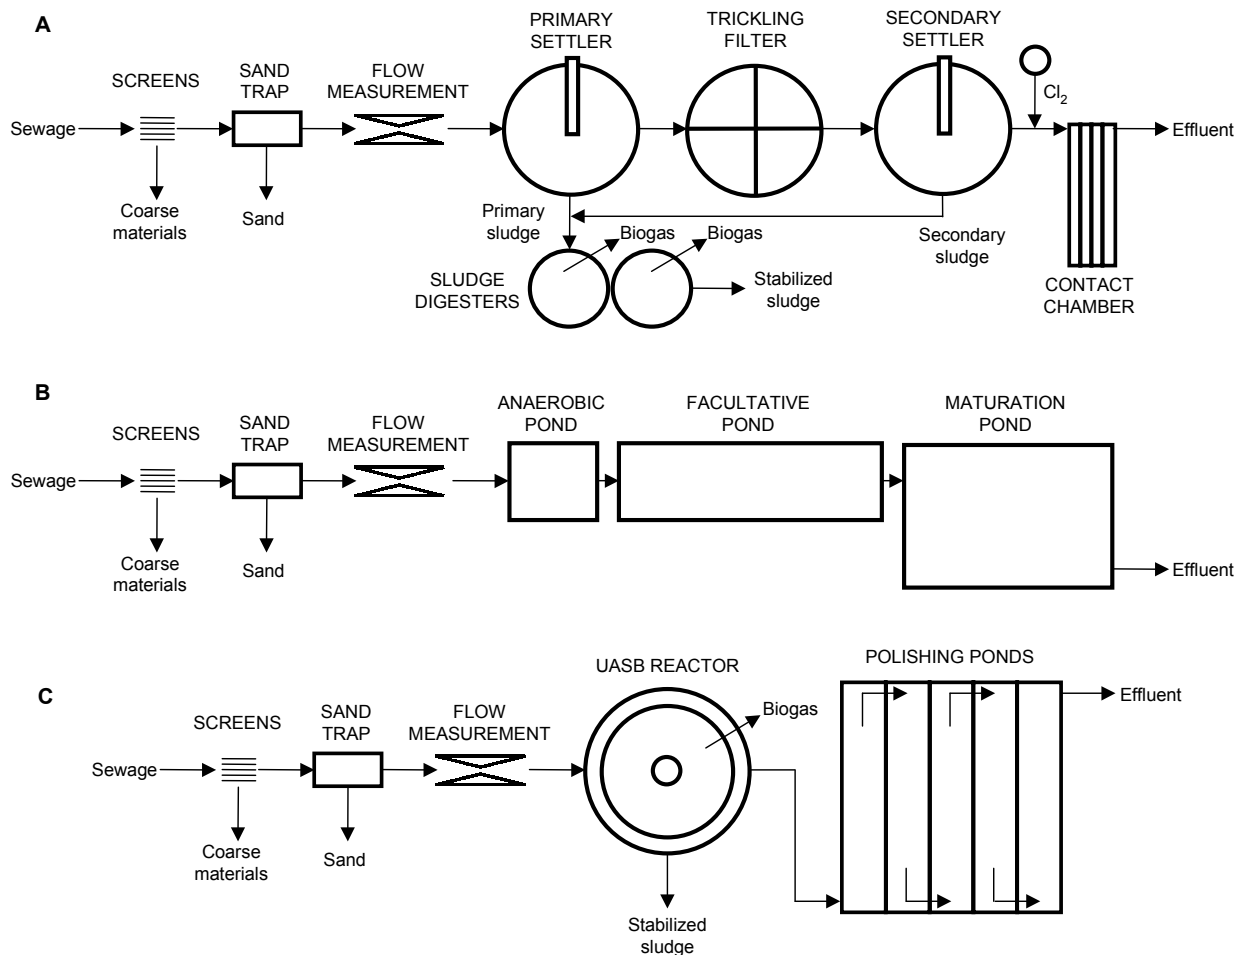 A
SCREENS
SAND
TRAP
FLOW
MEASUREMENT
PRIMARY
SETTLER
TRICKLING
FILTER
SECONDARY
SETTLER
Cl2
Sewage
Effluent
Coarse
materials
Sand
Primary
sludge
Biogas
Biogas
Secondary
sludge
SLUDGE
DIGESTERS
Stabilized
sludge
CONTACT
CHAMBER
B
SCREENS
SAND
TRAP
FLOW
MEASUREMENT
ANAEROBIC
POND
FACULTATIVE
POND
MATURATION
POND
Sewage
Coarse
materials
Sand
Effluent
C
SCREENS
SAND
TRAP
FLOW
MEASUREMENT
UASB REACTOR
POLISHING PONDS
Biogas
Effluent
Sewage
Coarse
materials
Sand
Stabilized
sludge